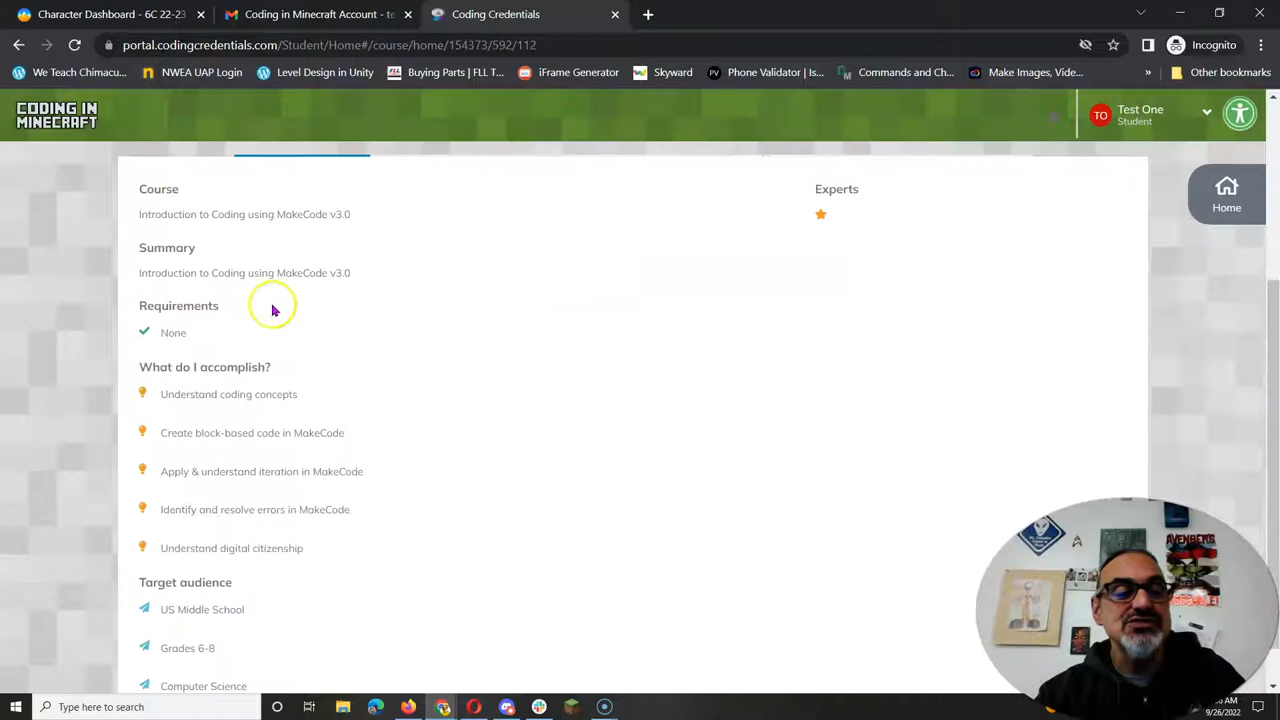 Character Dashboard - 6C 22-23
Coding in Minecraft Account - te
Coding Credentials
portal.codingcredentials.com/Student/Home#/course/home/154373/592/112
Incognito
We Teach Chimacu...
NWEA UAP Login
Level Design in Unity
Buying Parts | FLL T...
iFrame Generator
Skyward
Phone Validator | Is...
Commands and Ch...
Make Images, Vide...
»
Other bookmarks
CODING IN
MINECRAFT
TO
Test One
Student
Home
Course
Introduction to Coding using MakeCode v3.0
Experts
Summary
Introduction to Coding using MakeCode v3.0
Requirements
None
What do I accomplish?
Understand coding concepts
Create block-based code in MakeCode
Apply & understand iteration in MakeCode
Identify and resolve errors in MakeCode
Understand digital citizenship
Target audience
US Middle School
Grades 6-8
Computer Science
AVENGERS
Type here to search
9/26/2022